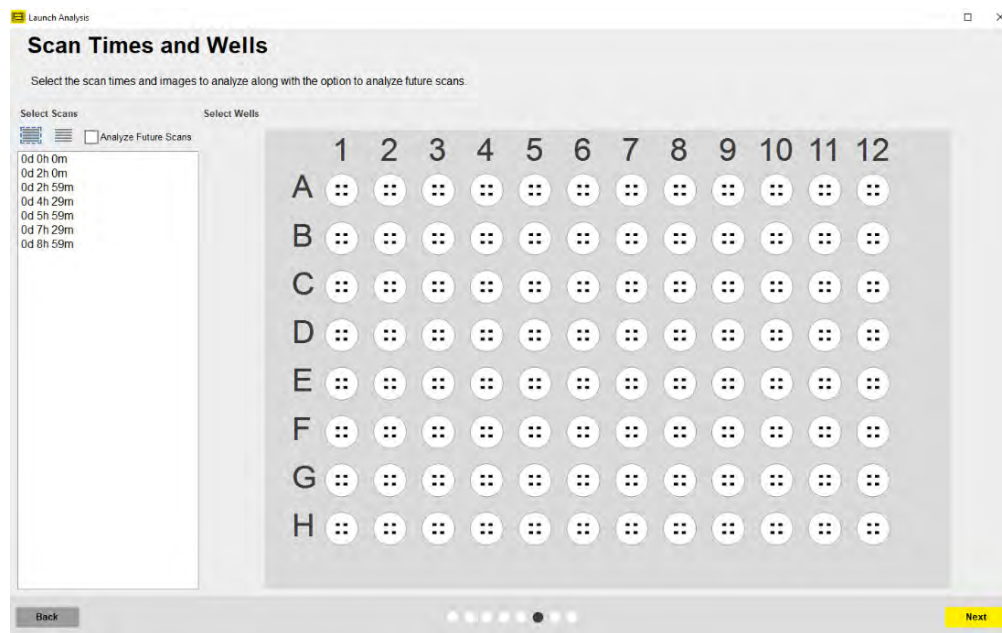 Launch Analysis
Scan Times and Wells
Select the scan times and images to analyze along with the option to analyze future scans.
Select Scans
Select Wells
Analyze Future Scans
0d 0h 0m
0d 2h 0m
0d 2h 59m
0d 4h 29m
0d 5h 59m
0d 7h 29m
0d 8h 59m
1 2 3 4 5 6 7 8 9 10 11 12
A
B
C
D
E
F
G
H
Back
Next